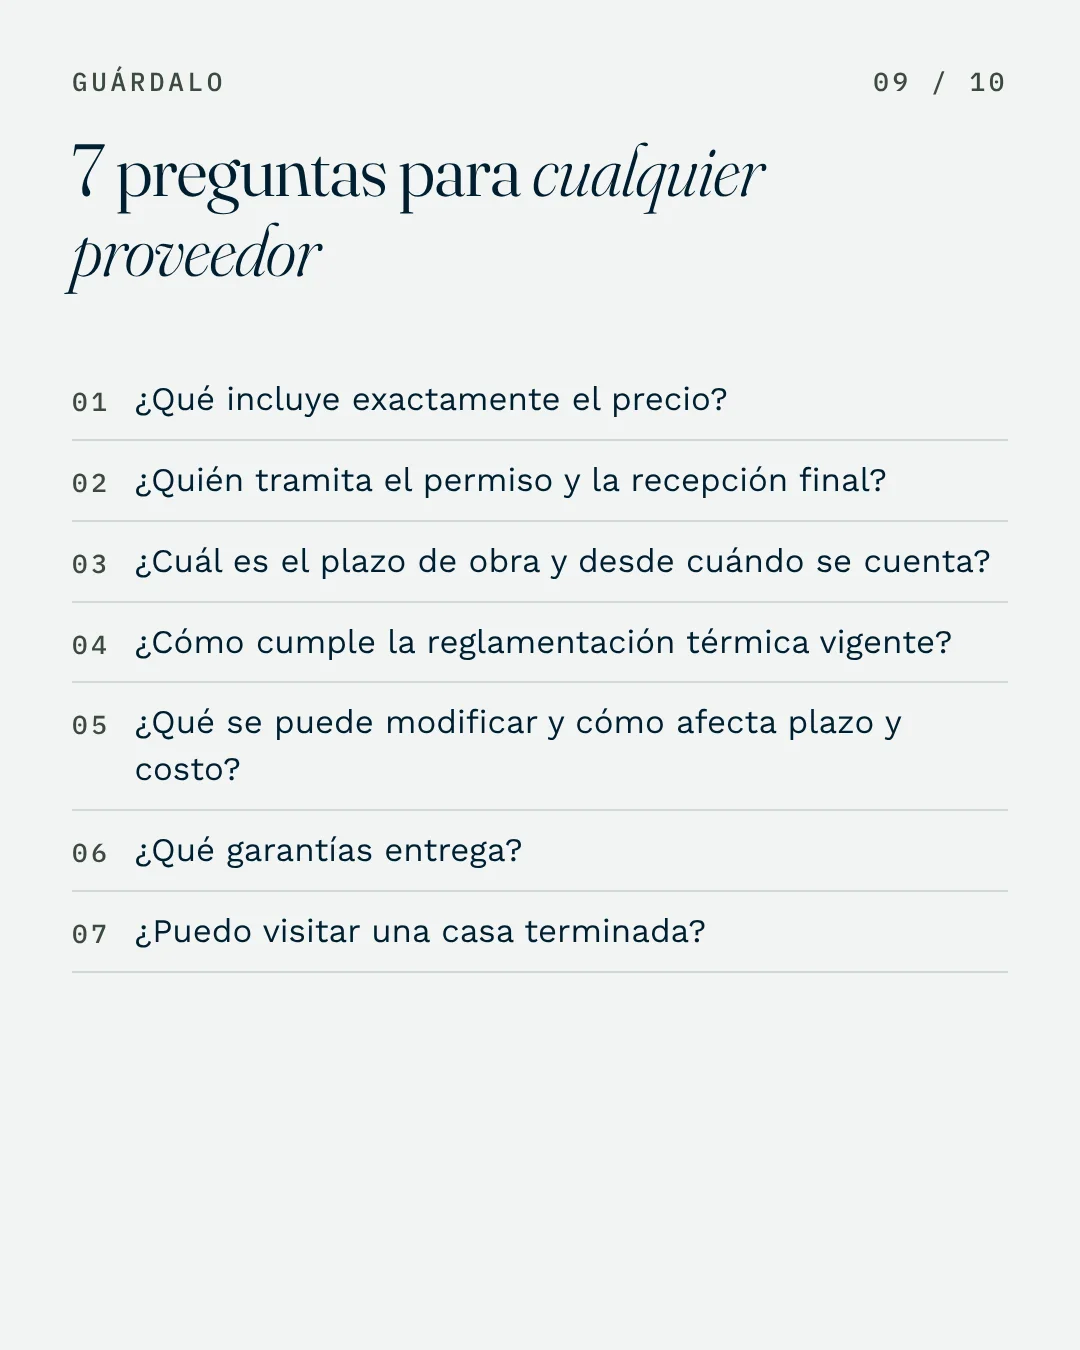 GUÁRDALO 09 / 10
7 preguntas para cualquier
proveedor
01 ¿Qué incluye exactamente el precio?
02 ¿Quién tramita el permiso y la recepción final?
03 ¿Cuál es el plazo de obra y desde cuándo se cuenta?
04 ¿Cómo cumple la reglamentación térmica vigente?
05 ¿Qué se puede modificar y cómo afecta plazo y
costo?
06 ¿Qué garantías entrega?
07 ¿Puedo visitar una casa terminada?